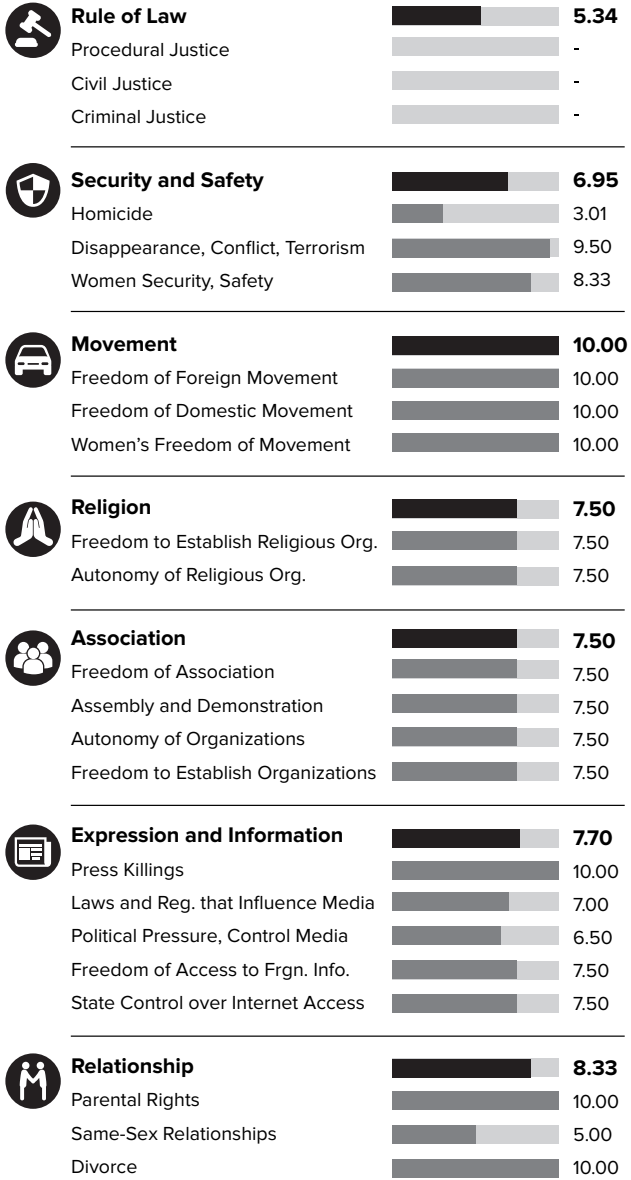 Rule of Law 5.34
Procedural Justice -
Civil Justice -
Criminal Justice -
Security and Safety 6.95
Homicide 3.01
Disappearance, Conflict, Terrorism 9.50
Women Security, Safety 8.33
Movement 10.00
Freedom of Foreign Movement 10.00
Freedom of Domestic Movement 10.00
Women's Freedom of Movement 10.00
Religion 7.50
Freedom to Establish Religious Org. 7.50
Autonomy of Religious Org. 7.50
Association 7.50
Freedom of Association 7.50
Assembly and Demonstration 7.50
Autonomy of Organizations 7.50
Freedom to Establish Organizations 7.50
Expression and Information 7.70
Press Killings 10.00
Laws and Reg. that Influence Media 7.00
Political Pressure, Control Media 6.50
Freedom of Access to Frgn. Info. 7.50
State Control over Internet Access 7.50
Relationship 8.33
Parental Rights 10.00
Same-Sex Relationships 5.00
Divorce 10.00